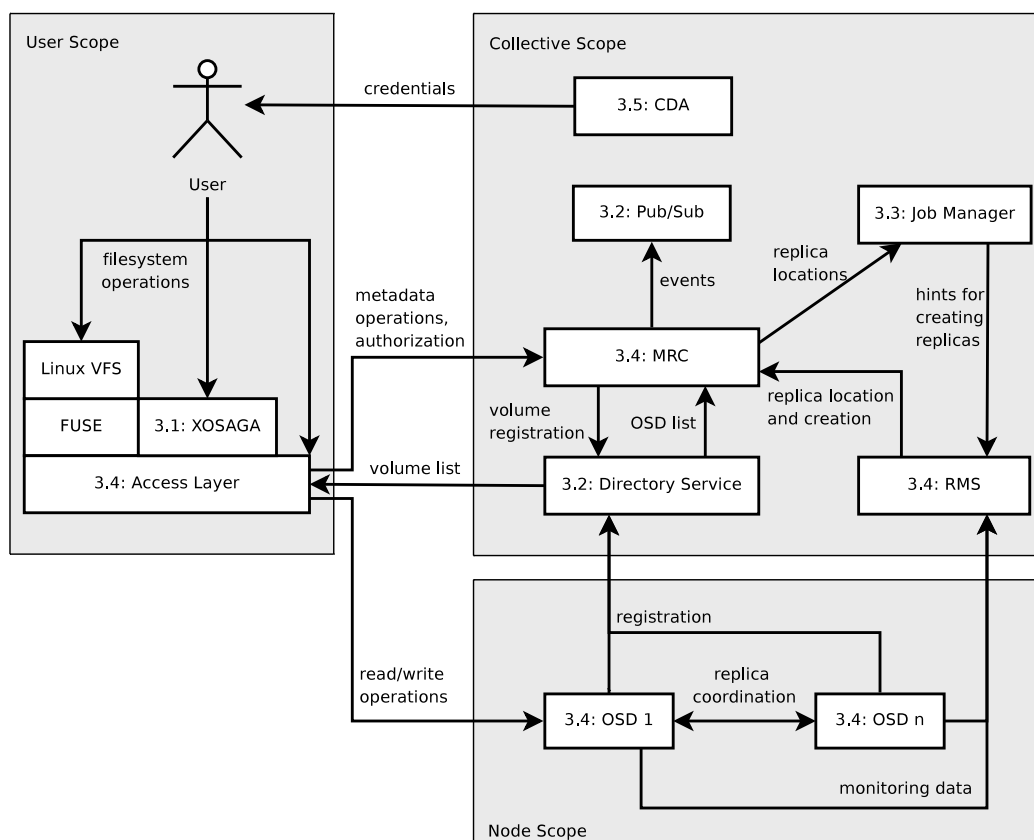 User Scope
Collective Scope
credentials
3.5: CDA
User
3.2: Pub/Sub
3.3: Job Manager
filesystem
operations
events
replica
locations
hints for
creating
replicas
metadata
operations,
authorization
Linux VFS
3.4: MRC
FUSE
3.1: XOSAGA
volume
registration
OSD list
replica location
and creation
3.4: Access Layer
volume list
3.2: Directory Service
3.4: RMS
registration
read/write
operations
replica
coordination
3.4: OSD 1
3.4: OSD n
monitoring data
Node Scope